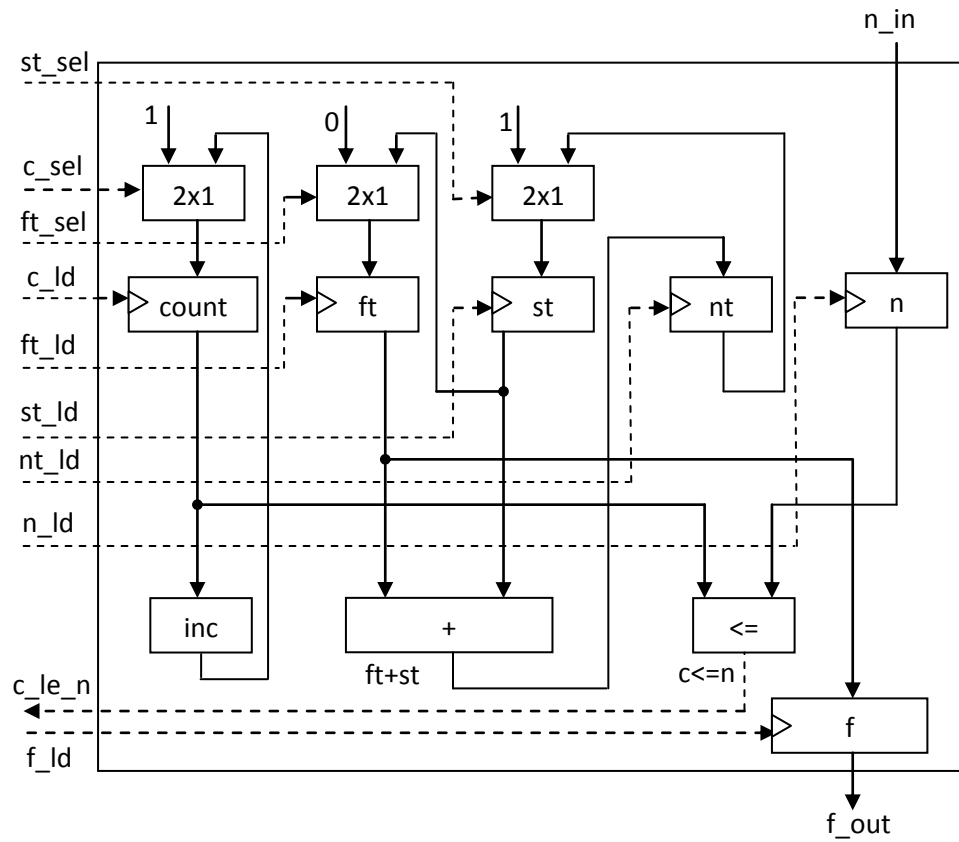 n_in
st_sel
1
0
1
c_sel
2x1
2x1
2x1
ft_sel
c_ld
count
ft
st
nt
n
ft_ld
st_ld
nt_ld
n_ld
inc
+
<=
ft+st
c<=n
c_le_n
f
f_ld
f_out